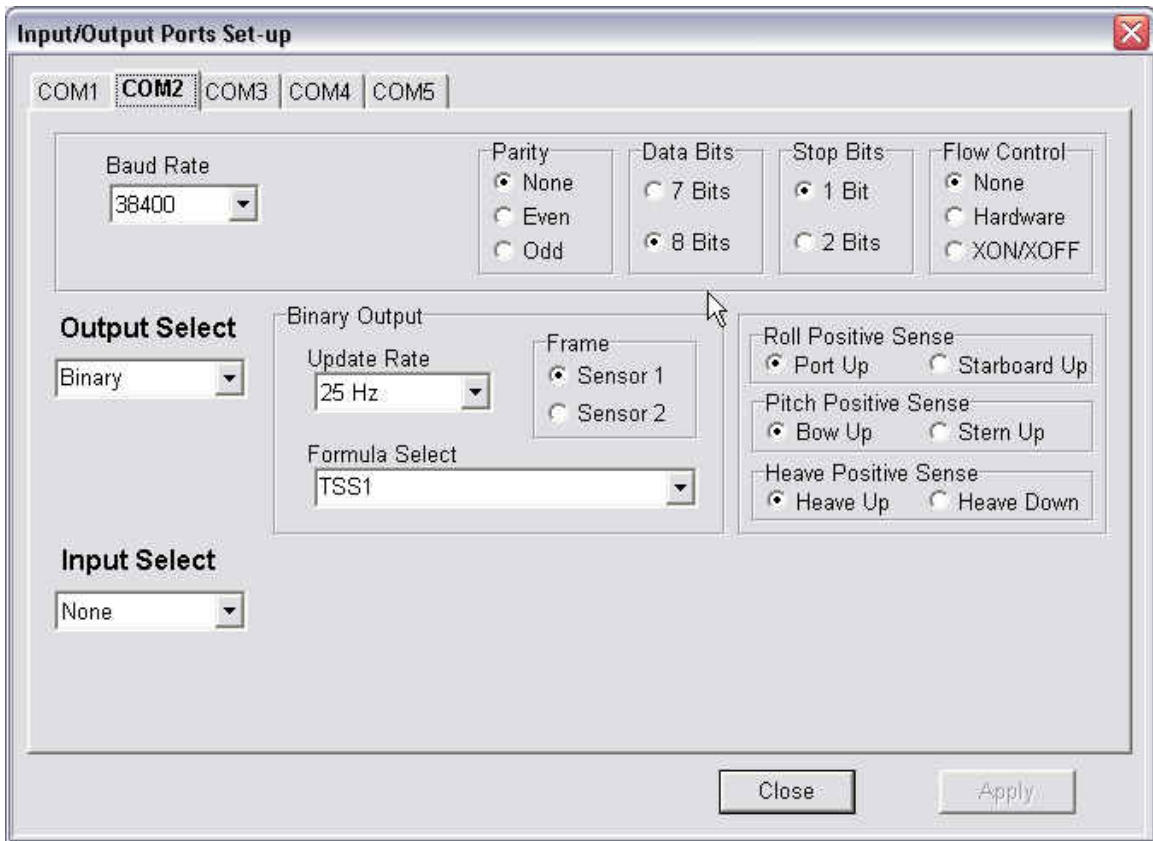 Input/Output Ports Set-up
COM1 COM2 COM3 COM4 COM5
Baud Rate
38400
Parity
None
Even
Odd
Data Bits
7 Bits
8 Bits
Stop Bits
1 Bit
2 Bits
Flow Control
None
Hardware
XON/XOFF
Output Select
Binary
Binary Output
Update Rate
25 Hz
Frame
Sensor 1
Sensor 2
Formula Select
TSS1
Roll Positive Sense
Port Up Starboard Up
Pitch Positive Sense
Bow Up Stern Up
Heave Positive Sense
Heave Up Heave Down
Input Select
None
Close Apply